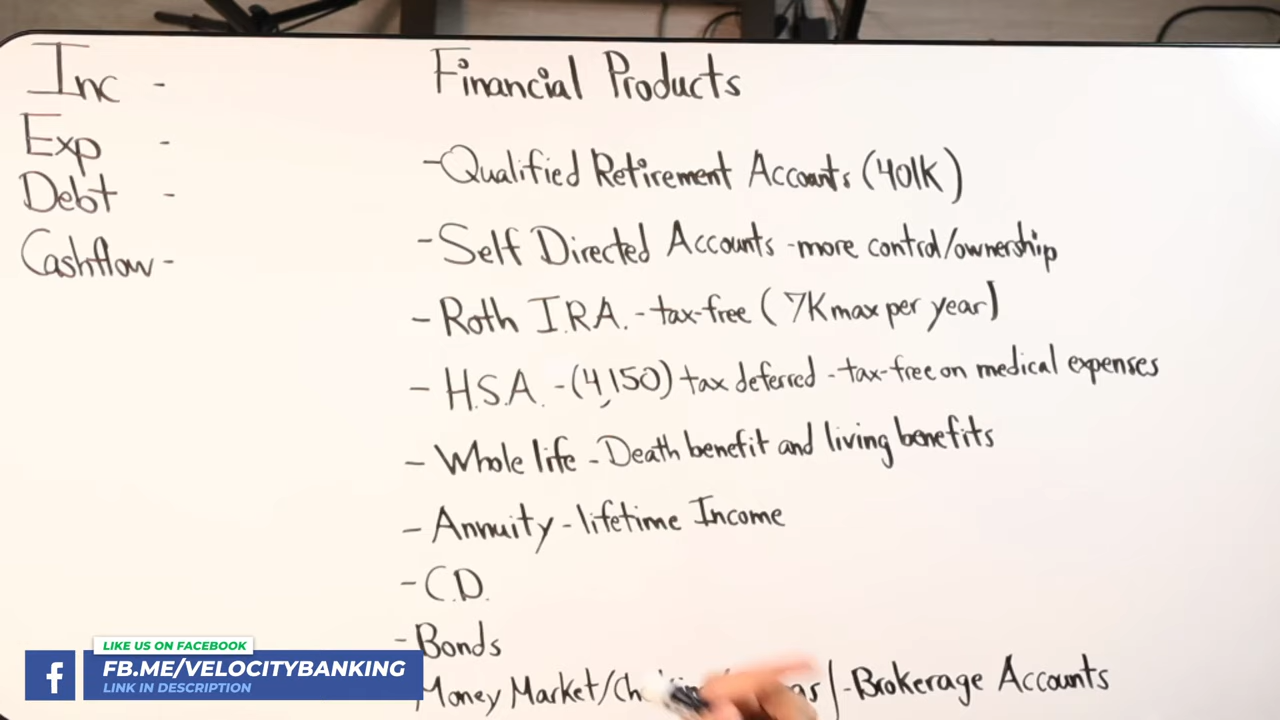 Inc -
Exp -
Debt -
Cashflow -
Financial Products
- Qualified Retirement Accounts (401K)
- Self Directed Accounts - more control/ownership
- Roth I.R.A. - tax-free (7K max per year)
- H.S.A. - (4,150) tax deferred - tax-free on medical expenses
- Whole life - Death benefit and living benefits
- Annuity - lifetime Income
- C.D.
- Bonds
Money Market/ | - Brokerage Accounts
LIKE US ON FACEBOOK
FB.ME/VELOCITYBANKING
LINK IN DESCRIPTION